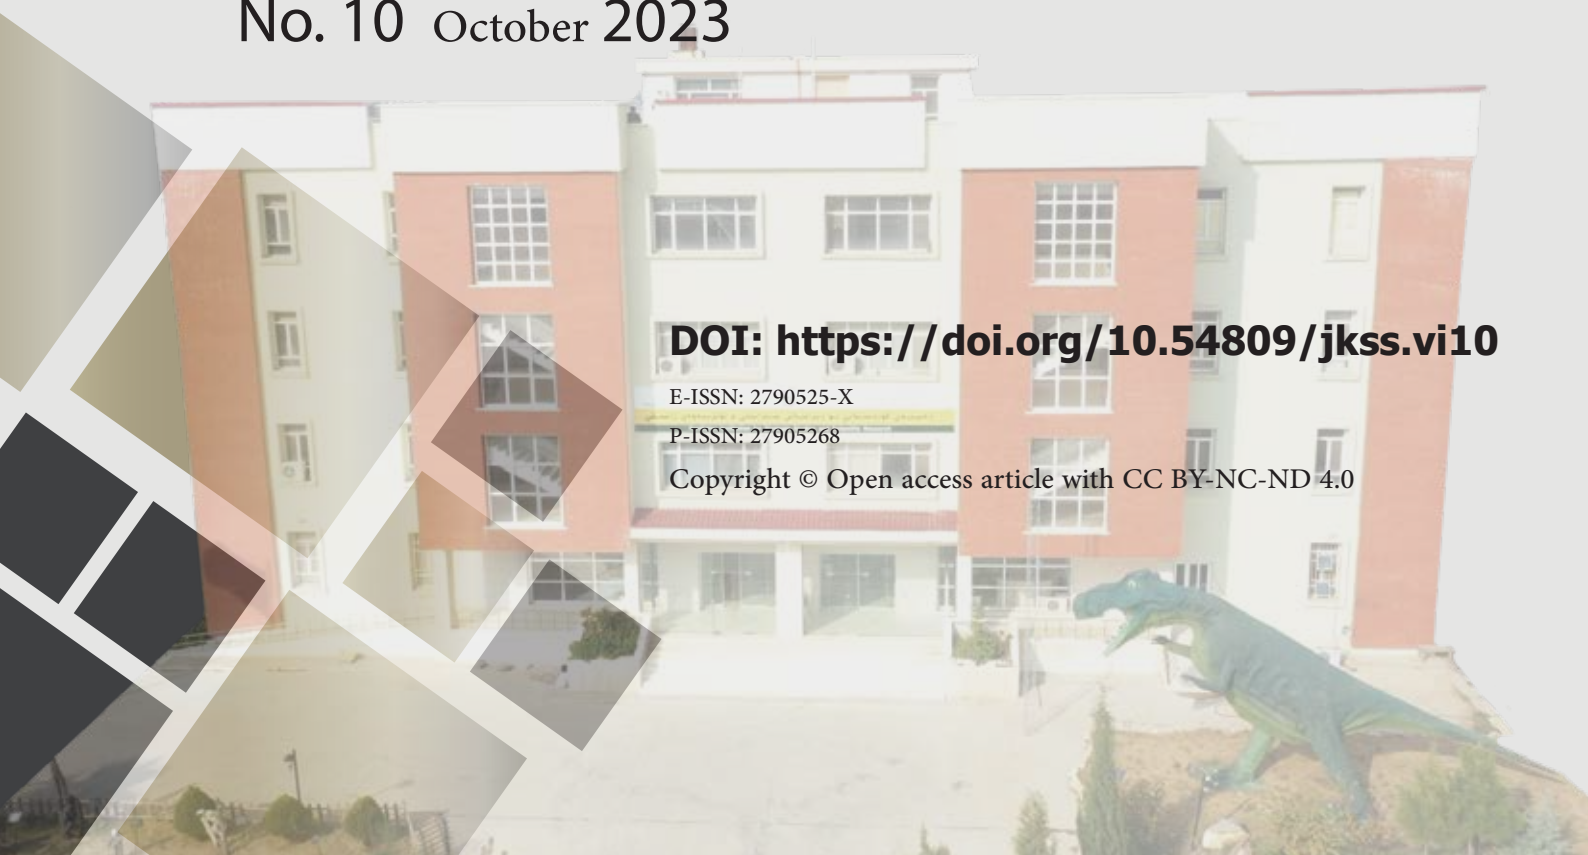 No. 10 October 2023
DOI: https://doi.org/10.54809/jkss.vi10
E-ISSN: 2790525-X
P-ISSN: 27905268
Copyright © Open access article with CC BY-NC-ND 4.0